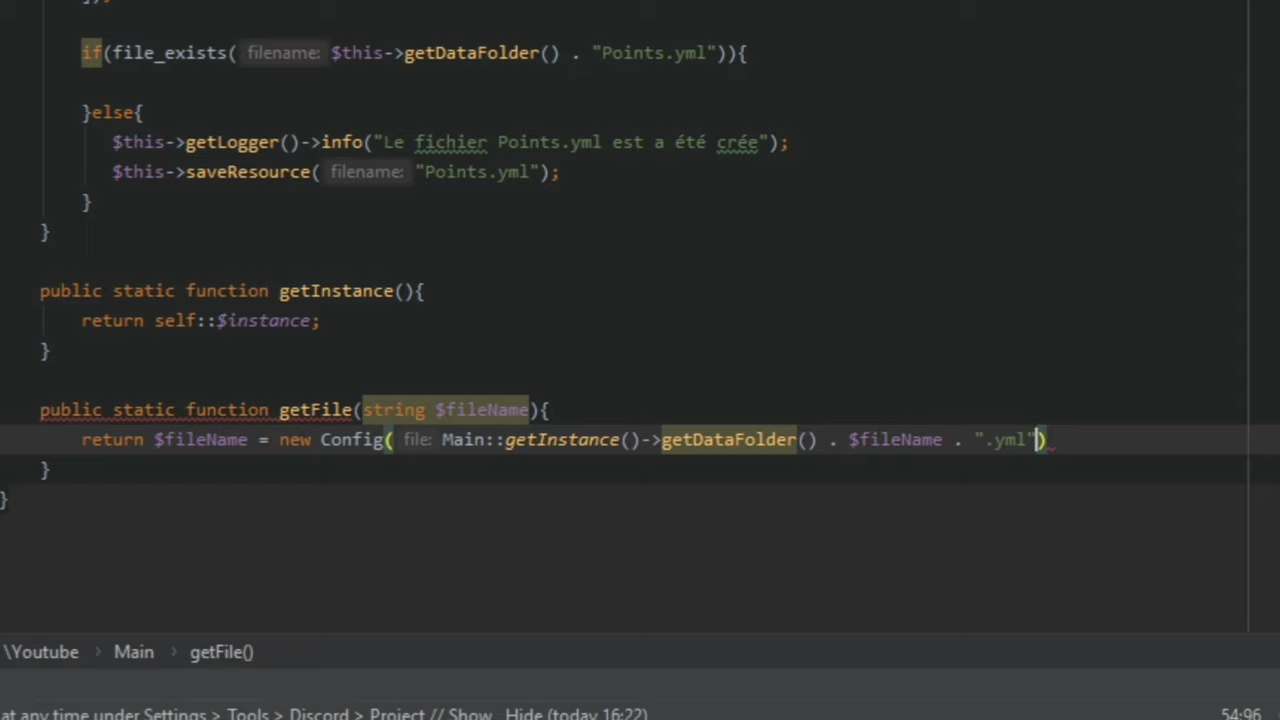 if(file_exists( filename: $this->getDataFolder() . "Points.yml")){
}else{
$this->getLogger()->info("Le fichier Points.yml est a été crée");
$this->saveResource( filename: "Points.yml");
}
}
public static function getInstance(){
return self::$instance;
}
public static function getFile(string $fileName){
return $fileName = new Config( file: Main::getInstance()->getDataFolder() . $fileName . ".yml")
}
}
\Youtube › Main › getFile()
at any time under Settings > Tools > Discord > Project // Show Hide (today 16:22)
54:96